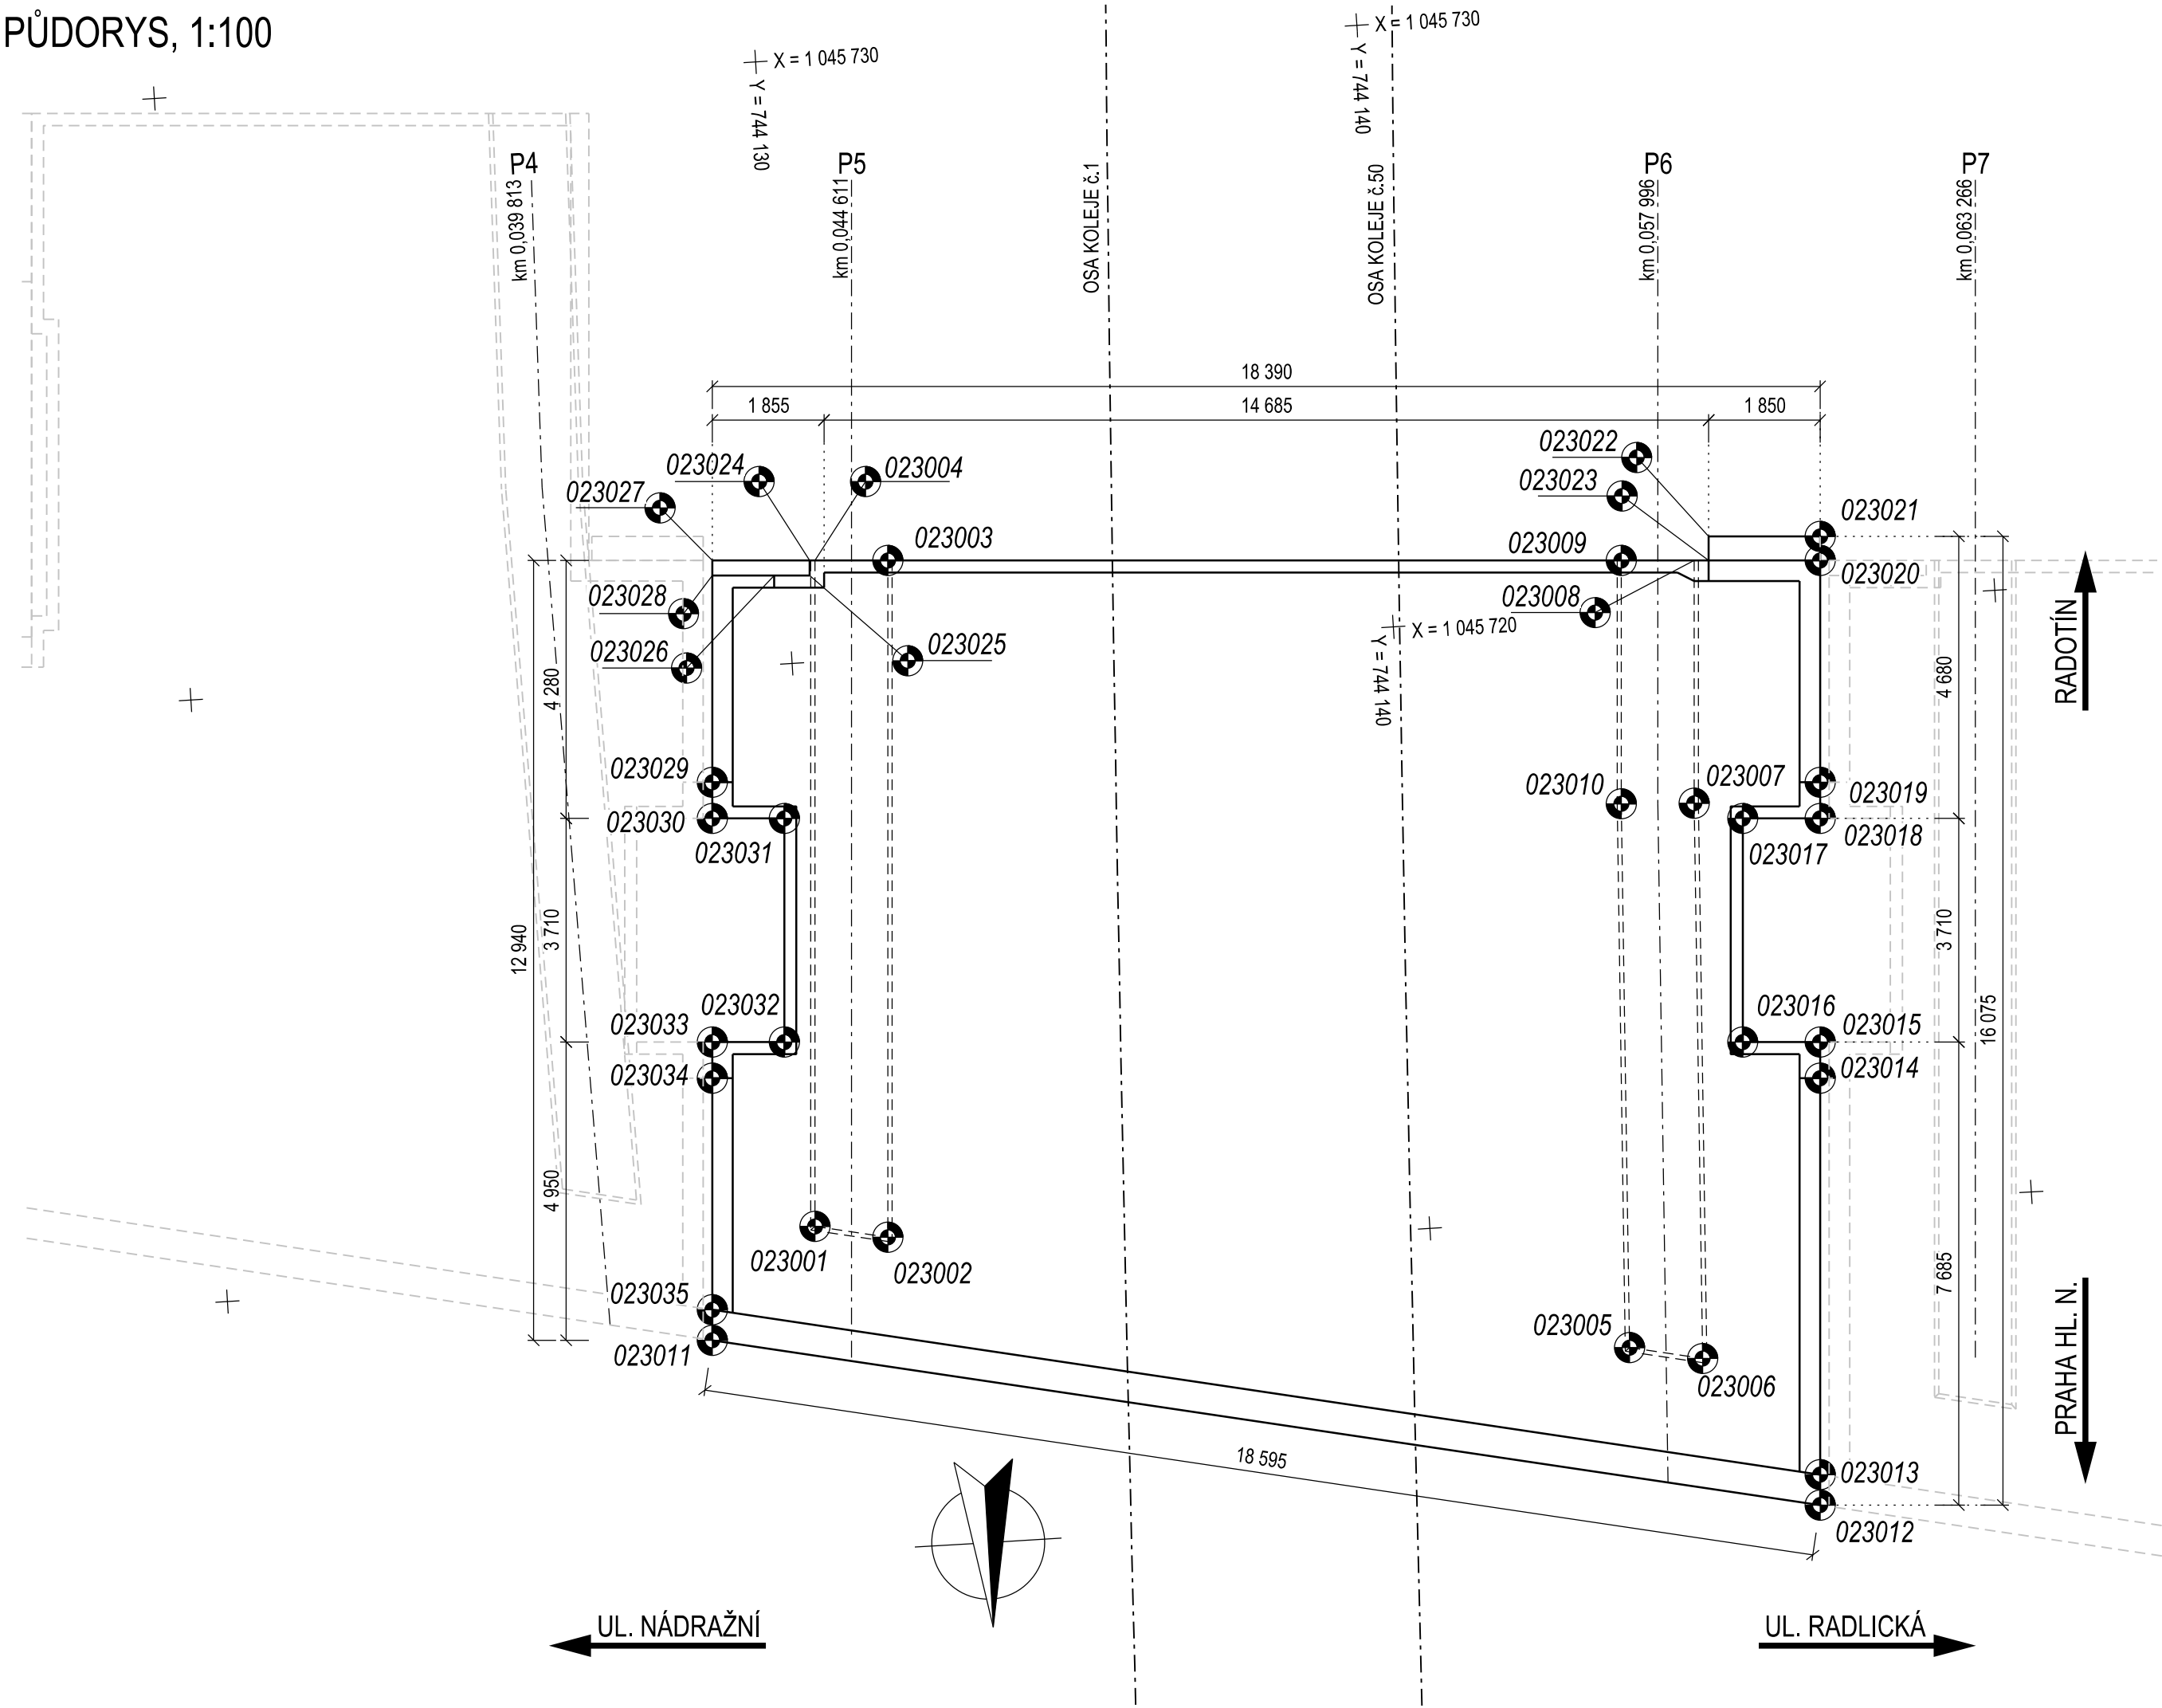 PŮDORYS, 1:100
X = 1 045 730
Y = 744 130
X = 1 045 730
Y = 744 140
P4
km 0,039 813
P5
km 0,044 611
OSA KOLEJE č.1
OSA KOLEJE č.50
P6
km 0,057 996
P7
km 0,063 266
18 390
1 855
14 685
1 850
023022
023024
023004
023023
023027
023021
023003
023009
023020
023028
023008
X = 1 045 720
Y = 744 140
023026
023025
RADOTÍN
4 280
4 680
023029
023010
023007
023019
023030
023018
023031
023017
12 940
3 710
3 710
16 075
023032
023033
023016
023015
023034
023014
4 950
7 685
023001
023002
023035
023005
023011
023006
PRAHA HL. N.
18 595
023013
023012
UL. NÁDRAŽNÍ
UL. RADLICKÁ